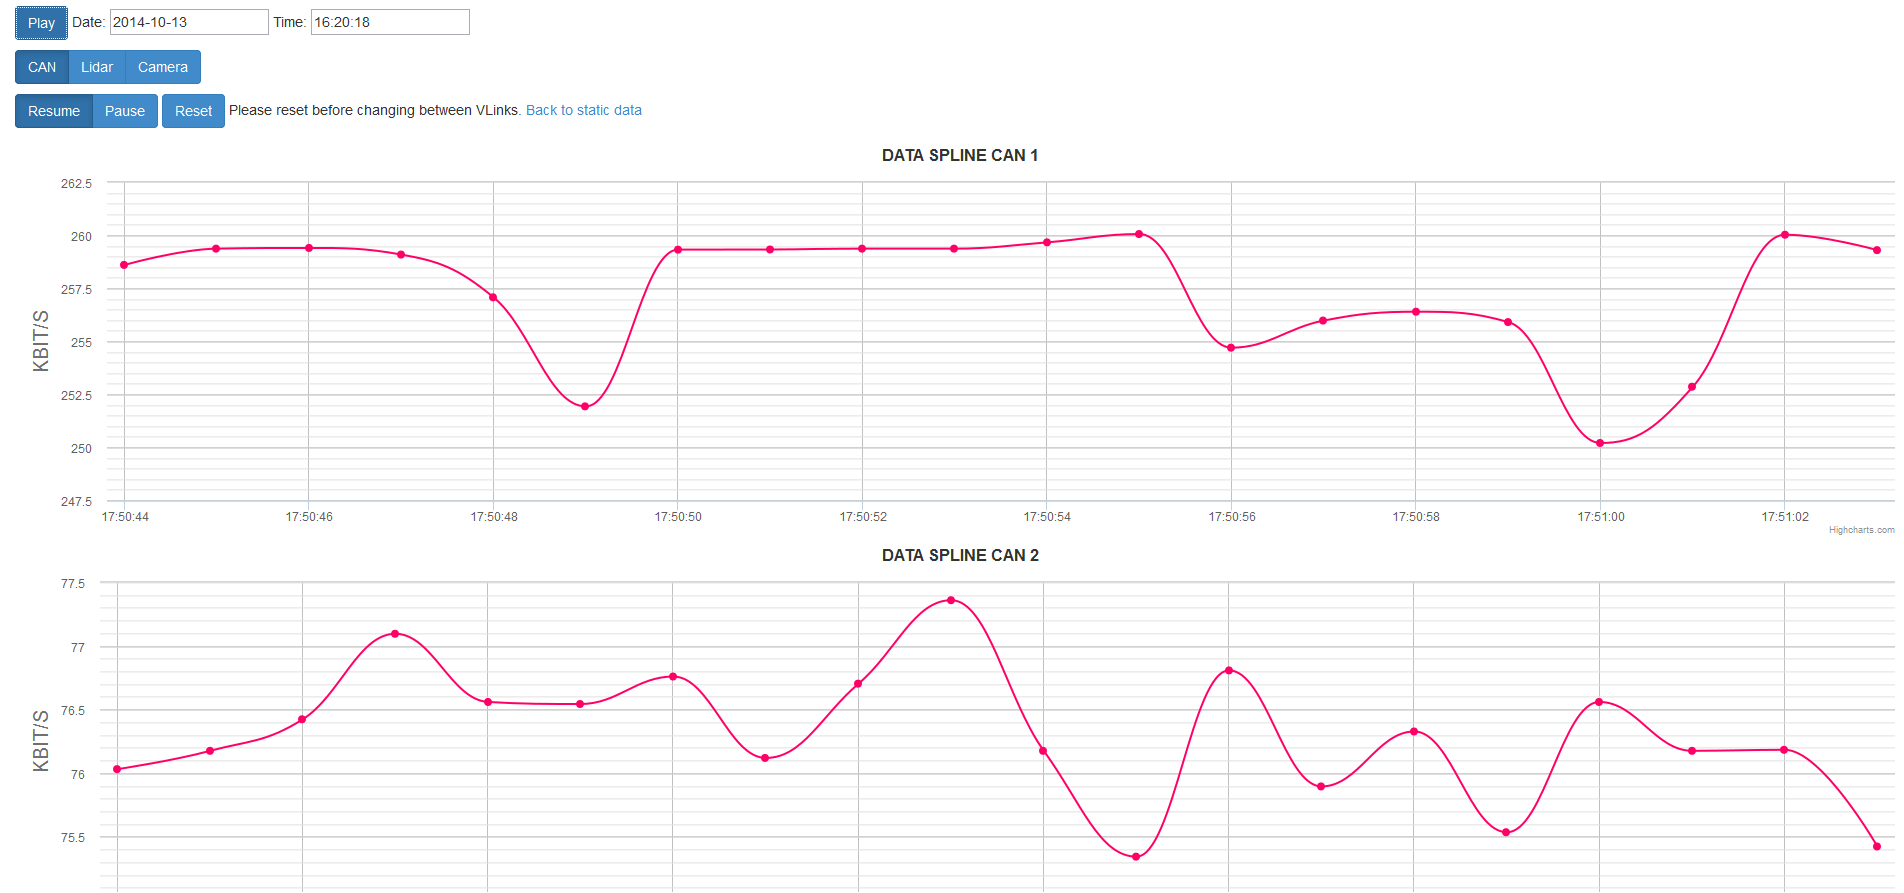 Play Date: 2014-10-13 Time: 16:20:18
CAN Lidar Camera
Resume Pause Reset Please reset before changing between VLinks. Back to static data
DATA SPLINE CAN 1
262.5
260
257.5
255
252.5
250
247.5
KBIT/S
17:50:44 17:50:46 17:50:48 17:50:50 17:50:52 17:50:54 17:50:56 17:50:58 17:51:00 17:51:02
Highcharts.com
DATA SPLINE CAN 2
77.5
77
76.5
76
75.5
KBIT/S